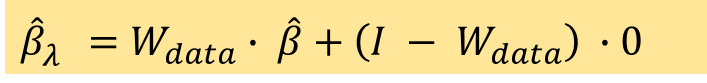 β̂_λ = W_data · β̂ + (I − W_data) · 0